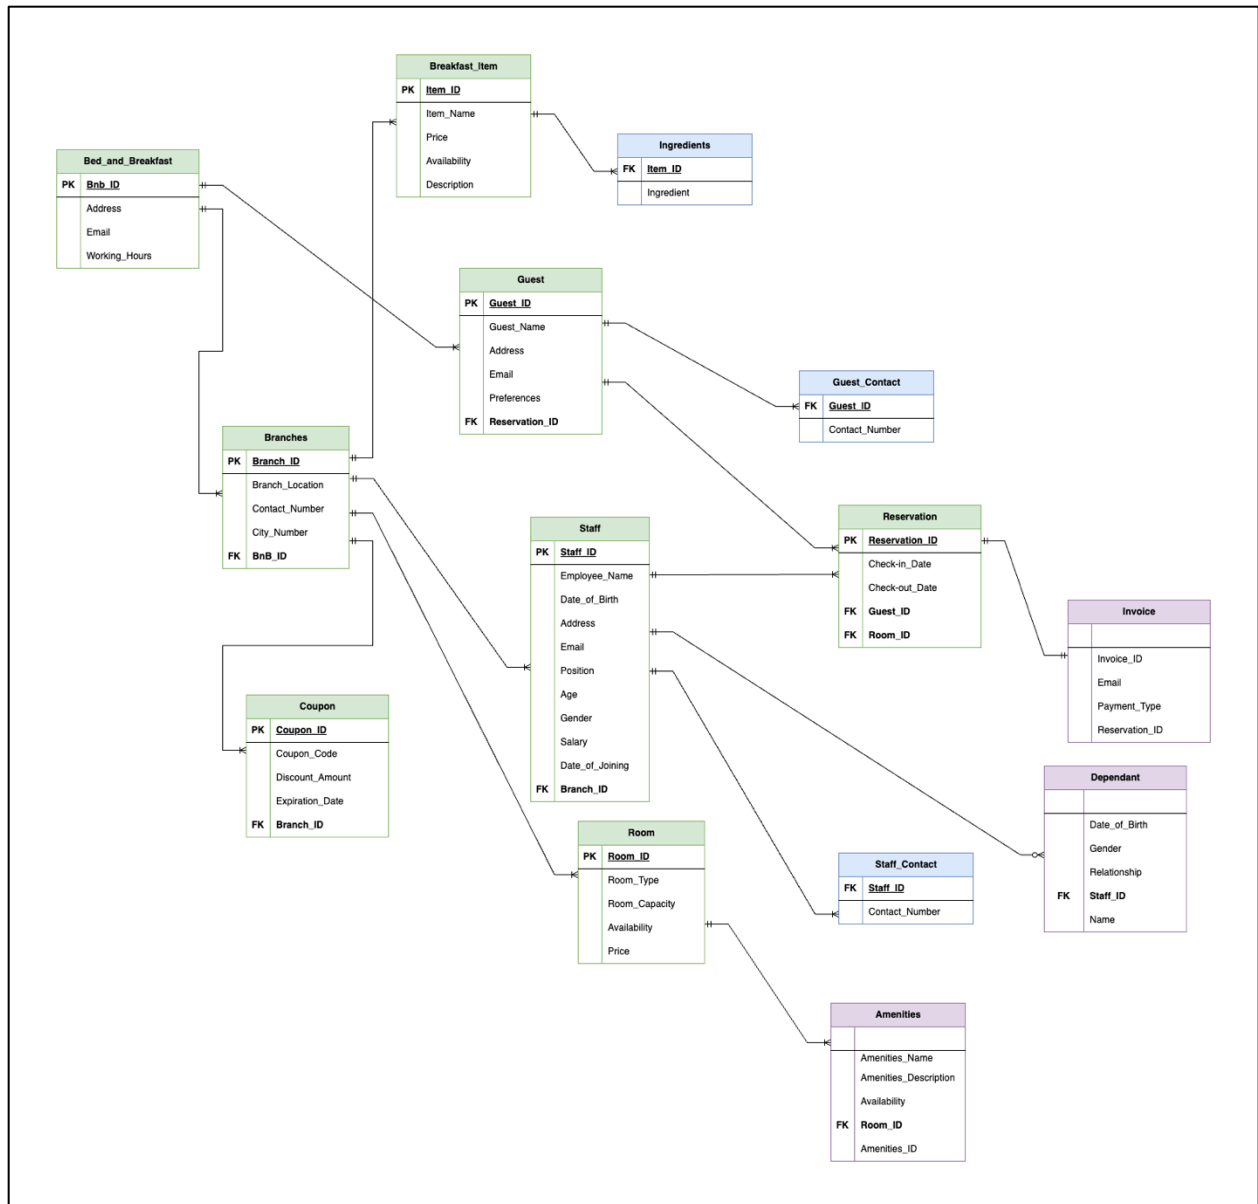 Breakfast_Item
PK Item_ID
Item_Name
Price
Availability
Description
Ingredients
FK Item_ID
Ingredient
Bed_and_Breakfast
PK Bnb_ID
Address
Email
Working_Hours
Guest
PK Guest_ID
Guest_Name
Address
Email
Preferences
FK Reservation_ID
Guest_Contact
FK Guest_ID
Contact_Number
Branches
PK Branch_ID
Branch_Location
Contact_Number
City_Number
FK BnB_ID
Staff
PK Staff_ID
Employee_Name
Date_of_Birth
Address
Email
Position
Age
Gender
Salary
Date_of_Joining
FK Branch_ID
Reservation
PK Reservation_ID
Check-in_Date
Check-out_Date
FK Guest_ID
FK Room_ID
Invoice
Invoice_ID
Email
Payment_Type
Reservation_ID
Coupon
PK Coupon_ID
Coupon_Code
Discount_Amount
Expiration_Date
FK Branch_ID
Dependant
Date_of_Birth
Gender
Relationship
FK Staff_ID
Name
Room
PK Room_ID
Room_Type
Room_Capacity
Availability
Price
Staff_Contact
FK Staff_ID
Contact_Number
Amenities
Amenities_Name
Amenities_Description
Availability
FK Room_ID
Amenities_ID